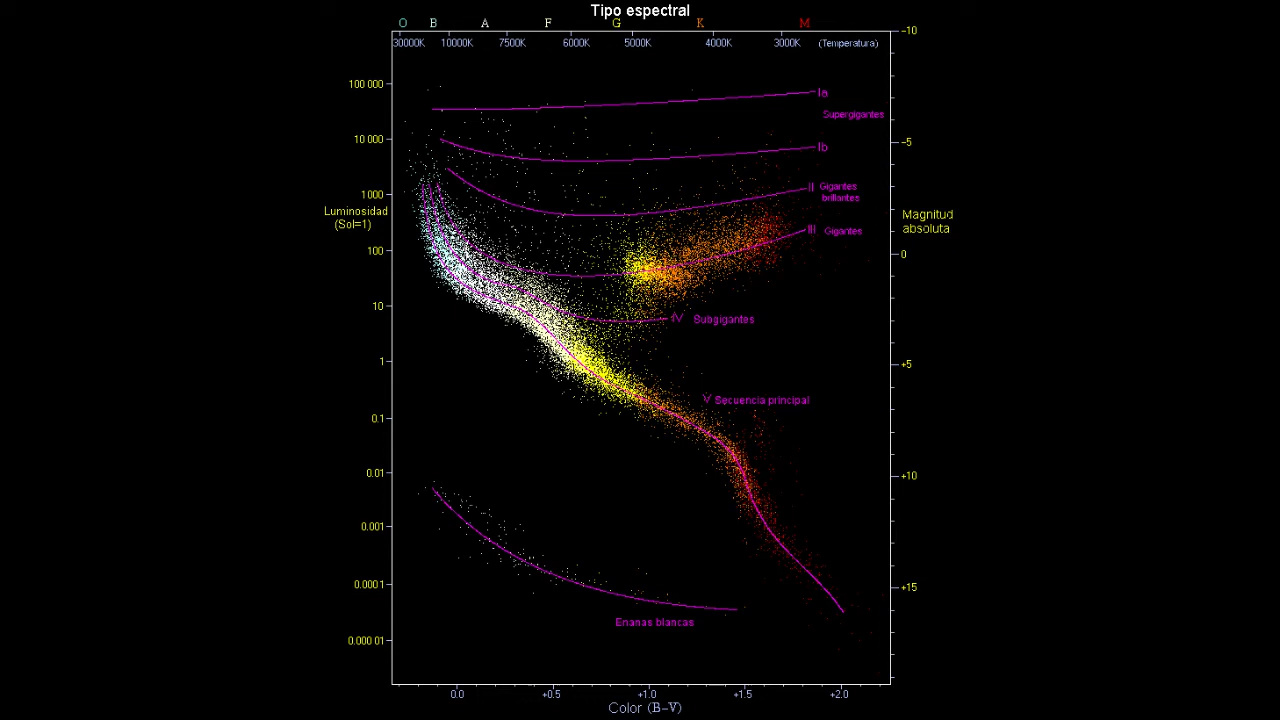 Tipo espectral
O B A F G K M
30000K 10000K 7500K 6000K 5000K 4000K 3000K (Temperatura)
-10
100 000
Ia
Supergigantes
10 000
-5
Ib
1000
II Gigantes
brillantes
Luminosidad
(Sol=1)
Magnitud
absoluta
III Gigantes
100
0
10
IV Subgigantes
1
+5
V Secuencia principal
0.1
0.01
+10
0.001
0.0001
+15
Enanas blancas
0.000 01
0.0 +0.5 +1.0 +1.5 +2.0
Color (B-V)